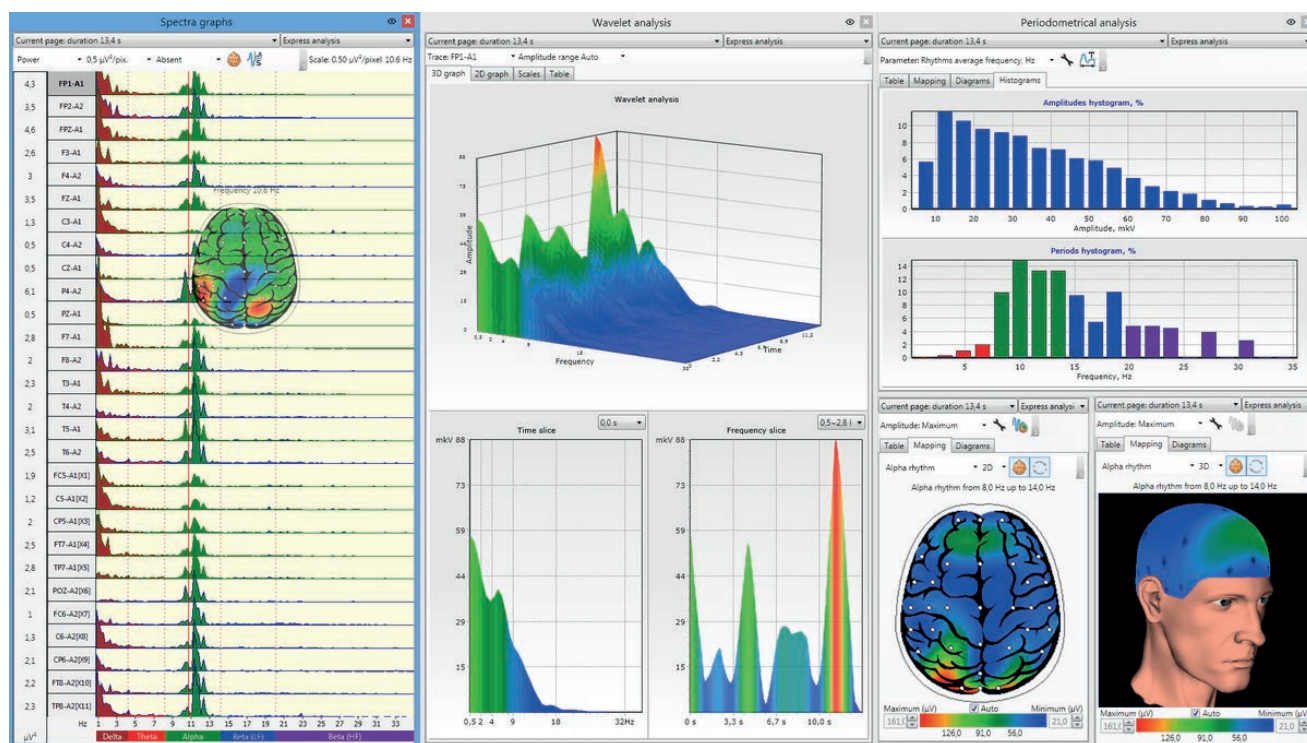 Spectra graphs
Current page: duration 13,4 s Express analysis
Power 0,5 µV²/pix. Absent Scale: 0.50 µV²/pixel 10.6 Hz
4,3 FP1-A1
3,5 FP2-A2
4,6 FPZ-A1
2,6 F3-A1
3 F4-A2
Frequency 10,6 Hz
3,5 FZ-A1
1,3 C3-A1
0,5 C4-A2
0,5 CZ-A1
6,1 P4-A2
0,5 PZ-A1
2,8 F7-A1
2 F8-A2
2,3 T3-A1
2 T4-A2
3,1 T5-A1
2,5 T6-A2
1,9 FC5-A1[X1]
1,2 C5-A1[X2]
2 CP5-A1[X3]
2,5 FT7-A1[X4]
2,8 TP7-A1[X5]
2,1 POZ-A2[X6]
1 FC6-A2[X7]
1,3 C6-A2[X8]
2,1 CP6-A2[X9]
2,2 FT8-A2[X10]
2,3 TP8-A2[X11]
Hz 1 3 5 7 9 11 13 15 17 19 21 23 25 27 29 31 33
µV² Delta Theta Alpha Beta (LF) Beta (HF)
Wavelet analysis
Current page: duration 13,4 s Express analysis
Trace: FP1-A1 Amplitude range Auto
3D graph 2D graph Scales Table
Wavelet analysis
Amplitude
Frequency
Time
Time slice 0,0 s
mkV 88
73
59
44
29
15
0,5 2 4 9 18 32Hz
Frequency slice 0,5~2,8 I
mkV 88
73
59
44
29
15
0 s 3,3 s 6,7 s 10,0 s
Periodometrical analysis
Current page: duration 13,4 s Express analysis
Parameter: Rhythms average frequency, Hz
Table Mapping Diagrams Histograms
Amplitudes hystogram, %
10
8
6
4
2
0
10 20 30 40 50 60 70 80 90 100
Amplitude, mkV
Periods hystogram, %
14
12
10
8
6
4
2
0
5 10 15 20 25 30 35
Frequency, Hz
Current page: duration 13,4 s Express analysi
Amplitude: Maximum
Table Mapping Diagrams
Alpha rhythm 2D
Alpha rhythm from 8,0 Hz up to 14,0 Hz
Maximum (µV) Auto Minimum (µV)
161,0 21,0
126,0 91,0 56,0
Current page: duration 13,4 s Express analysi
Amplitude: Maximum
Table Mapping Diagrams
Alpha rhythm 3D
Alpha rhythm from 8,0 Hz up to 14,0 Hz
Maximum (µV) Auto Minimum (µV)
161,0 21,0
126,0 91,0 56,0